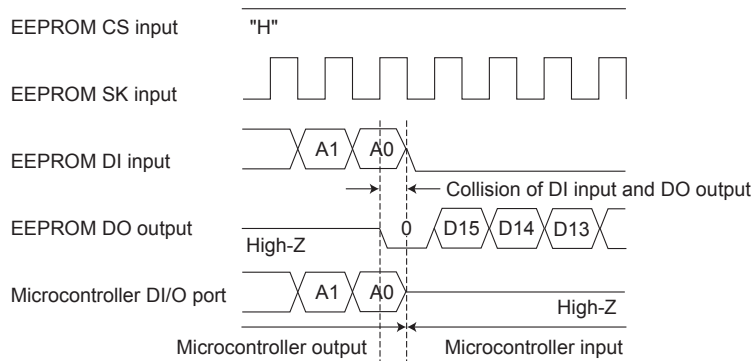 EEPROM CS input
"H"
EEPROM SK input
EEPROM DI input
A1 A0
Collision of DI input and DO output
EEPROM DO output
High-Z
0 D15 D14 D13
Microcontroller DI/O port
A1 A0
High-Z
Microcontroller output
Microcontroller input